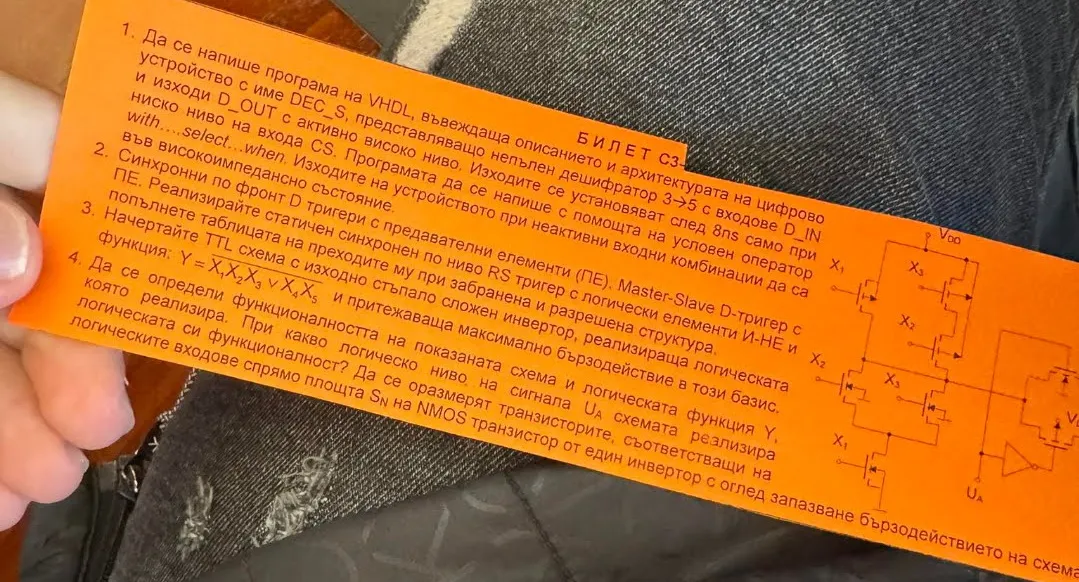 БИЛЕТ С3-
1. Да се напише програма на VHDL, въвеждаща описанието и архитектурата на цифрово
устройство с име DEC_S, представляващо непълен дешифратор 3→5 с входове D_IN
и изходи D_OUT с активно високо ниво. Изходите се установяват след 8ns само при
ниско ниво на входа CS. Програмата да се напише с помощта на условен оператор
with…,select…when. Изходите на устройството при неактивни входни комбинации да са
във високоимпедансно състояние.
2. Синхронни по фронт D тригери с предавателни елементи (ПЕ). Master-Slave D-тригер с
ПЕ. Реализирайте статичен синхронен по ниво RS тригер с логически елементи И-НЕ и
попълнете таблицата на преходите му при забранена и разрешена структура.
3. Начертайте TTL схема с изходно стъпало сложен инвертор, реализираща логическата
функция: Y = X₁X₂X₃ ∨ X₄X₅ и притежаваща максимално бързодействие в този базис.
4. Да се определи функционалността на показаната схема и логическата функция Y,
която реализира. При какво логическо ниво на сигнала UA схемата реализира
логическата си функционалност? Да се оразмерят транзисторите, съответстващи на
логическите входове спрямо площта SN на NMOS транзистор от един инвертор с оглед запазване бързодействието на схема
VDD
X₁
X₃
X₂
X₂
X₃
X₁
UA